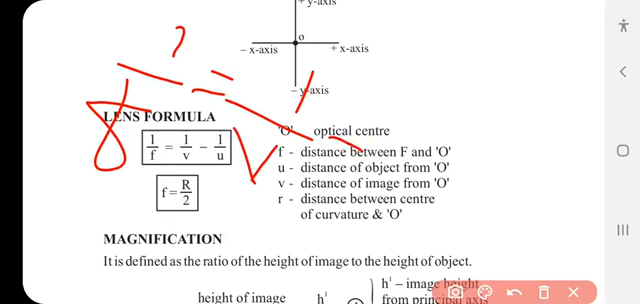 + y-axis
o
– x-axis
+ x-axis
– y-axis
LENS FORMULA
'O' optical centre
1/f = 1/v – 1/u
f - distance between F and 'O'
u - distance of object from 'O'
f = R/2
v - distance of image from 'O'
r - distance between centre
of curvature & 'O'
MAGNIFICATION
It is defined as the ratio of the height of image to the height of object.
height of image h¹
h¹ – image height
from principal axis